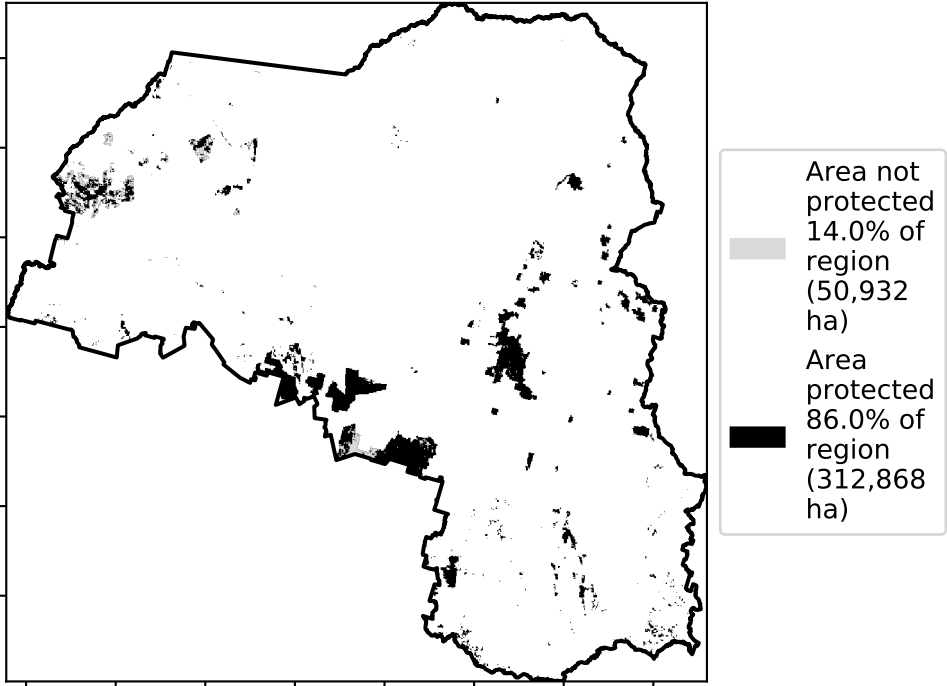 Area not
protected
14.0% of
region
(50,932
ha)
Area
protected
86.0% of
region
(312,868
ha)